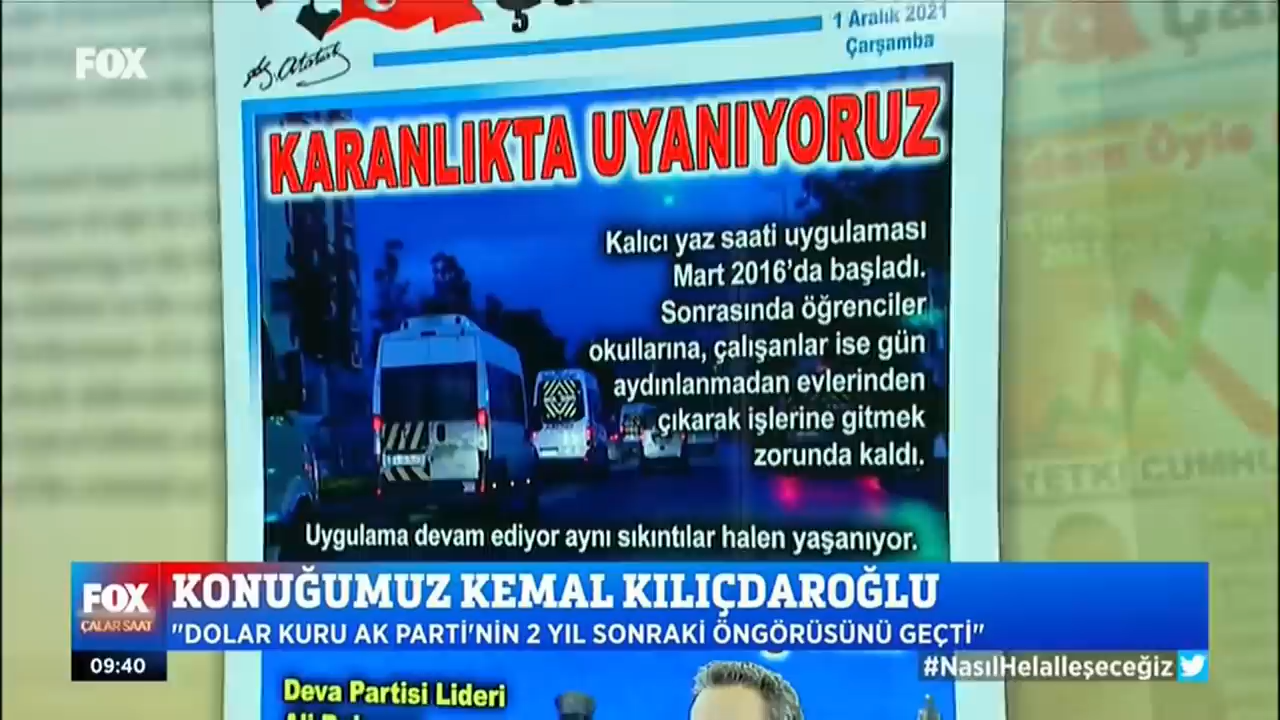 FOX
1 Aralık 2021
Çarşamba
KARANLIKTA UYANIYORUZ
Kalıcı yaz saati uygulaması
Mart 2016'da başladı.
Sonrasında öğrenciler
okullarına, çalışanlar ise gün
aydınlanmadan evlerinden
çıkarak işlerine gitmek
zorunda kaldı.
Uygulama devam ediyor aynı sıkıntılar halen yaşanıyor.
FOX
ÇALAR SAAT
KONUĞUMUZ KEMAL KILIÇDAROĞLU
"DOLAR KURU AK PARTİ'NİN 2 YIL SONRAKİ ÖNGÖRÜSÜNÜ GEÇTİ"
09:40
#NasılHelalleşeceğiz
Deva Partisi Lideri